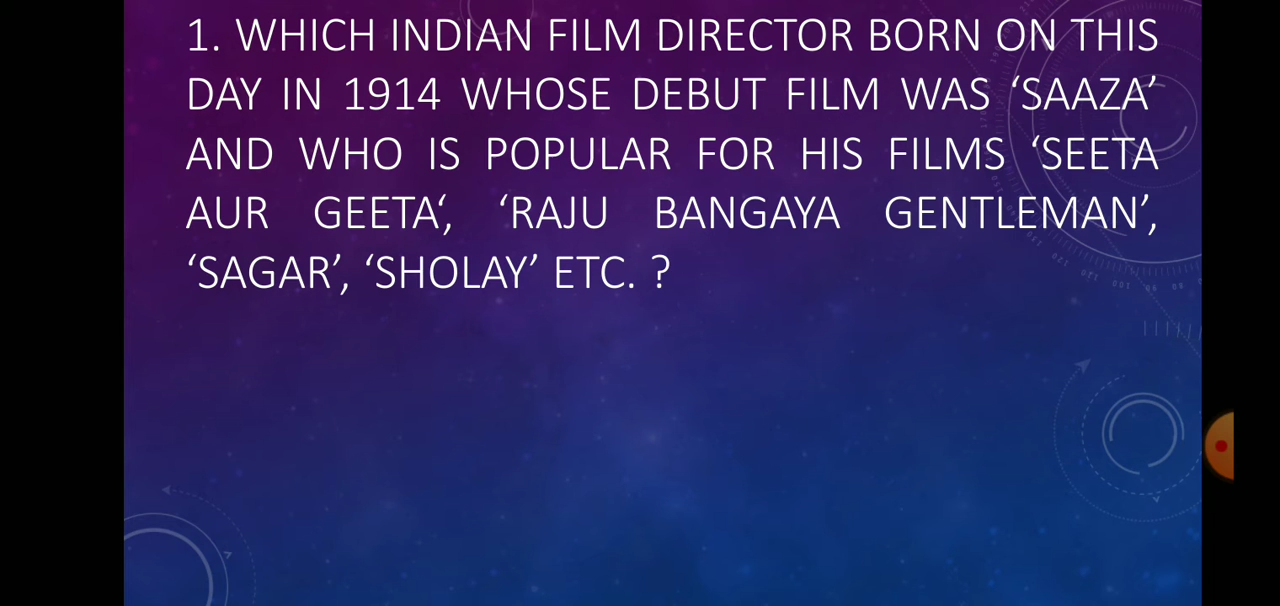 1. WHICH INDIAN FILM DIRECTOR BORN ON THIS
DAY IN 1914 WHOSE DEBUT FILM WAS ‘SAAZA’
AND WHO IS POPULAR FOR HIS FILMS ‘SEETA
AUR GEETA‘, ‘RAJU BANGAYA GENTLEMAN’,
‘SAGAR’, ‘SHOLAY’ ETC. ?